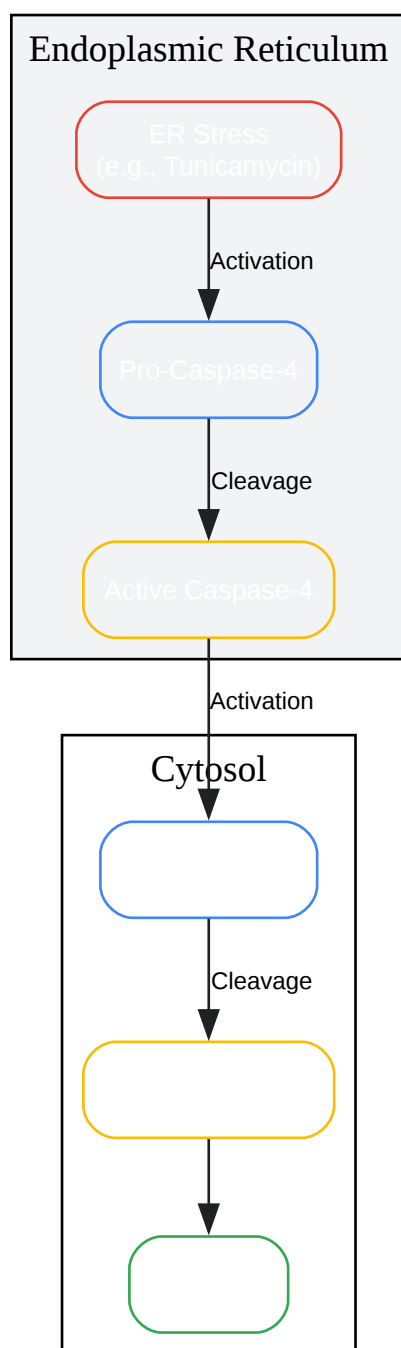 Endoplasmic Reticulum
ER Stress
(e.g., Tunicamycin)
Activation
Pro-Caspase-4
Cleavage
Active Caspase-4
Activation
Cytosol
Cleavage